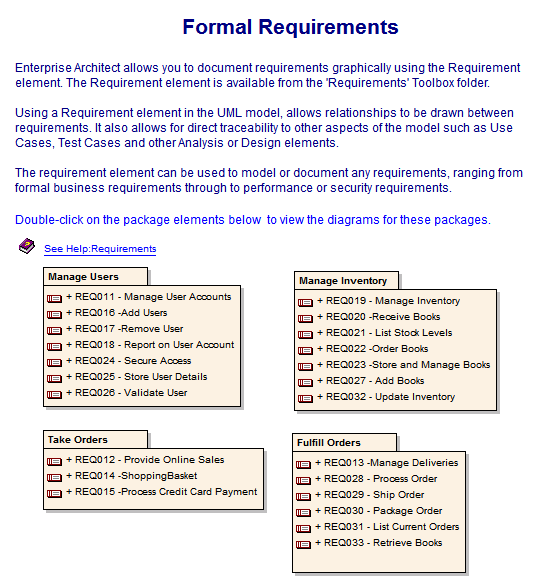 Formal Requirements
Enterprise Architect allows you to document requirements graphically using the Requirement
element. The Requirement element is available from the 'Requirements' Toolbox folder.
Using a Requirement element in the UML model, allows relationships to be drawn between
requirements. It also allows for direct traceability to other aspects of the model such as Use
Cases, Test Cases and other Analysis or Design elements.
The requirement element can be used to model or document any requirements, ranging from
formal business requirements through to performance or security requirements.
Double-click on the package elements below to view the diagrams for these packages.
See Help:Requirements
Manage Users
+ REQ011 - Manage User Accounts
+ REQ016 -Add Users
+ REQ017 -Remove User
+ REQ018 - Report on User Account
+ REQ024 - Secure Access
+ REQ025 - Store User Details
+ REQ026 - Validate User
Manage Inventory
+ REQ019 - Manage Inventory
+ REQ020 -Receive Books
+ REQ021 - List Stock Levels
+ REQ022 -Order Books
+ REQ023 -Store and Manage Books
+ REQ027 - Add Books
+ REQ032 - Update Inventory
Take Orders
+ REQ012 - Provide Online Sales
+ REQ014 -ShoppingBasket
+ REQ015 -Process Credit Card Payment
Fulfill Orders
+ REQ013 -Manage Deliveries
+ REQ028 - Process Order
+ REQ029 - Ship Order
+ REQ030 - Package Order
+ REQ031 - List Current Orders
+ REQ033 - Retrieve Books